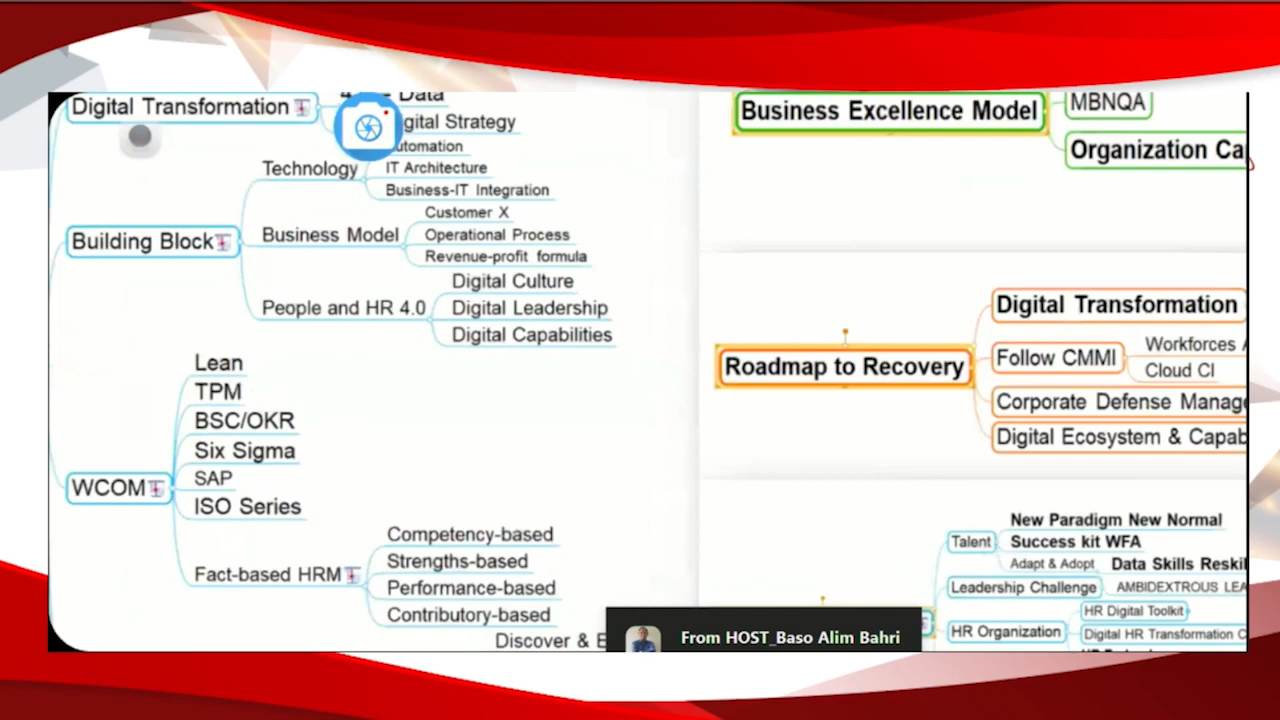 Digital Transformation
Data
Digital Strategy
Automation
Technology
IT Architecture
Business-IT Integration
Building Block
Business Model
Customer X
Operational Process
Revenue-profit formula
People and HR 4.0
Digital Culture
Digital Leadership
Digital Capabilities
WCOM
Lean
TPM
BSC/OKR
Six Sigma
SAP
ISO Series
Fact-based HRM
Competency-based
Strengths-based
Performance-based
Contributory-based
Discover & E
Business Excellence Model
MBNQA
Organization Ca
Roadmap to Recovery
Digital Transformation
Follow CMMI
Workforces
Cloud CI
Corporate Defense Manage
Digital Ecosystem & Capab
Talent
New Paradigm New Normal
Success kit WFA
Adapt & Adopt Data Skills Reskil
Leadership Challenge AMBIDEXTROUS LEA
HR Organization
HR Digital Toolkit
Digital HR Transformation C
From HOST_Baso Alim Bahri